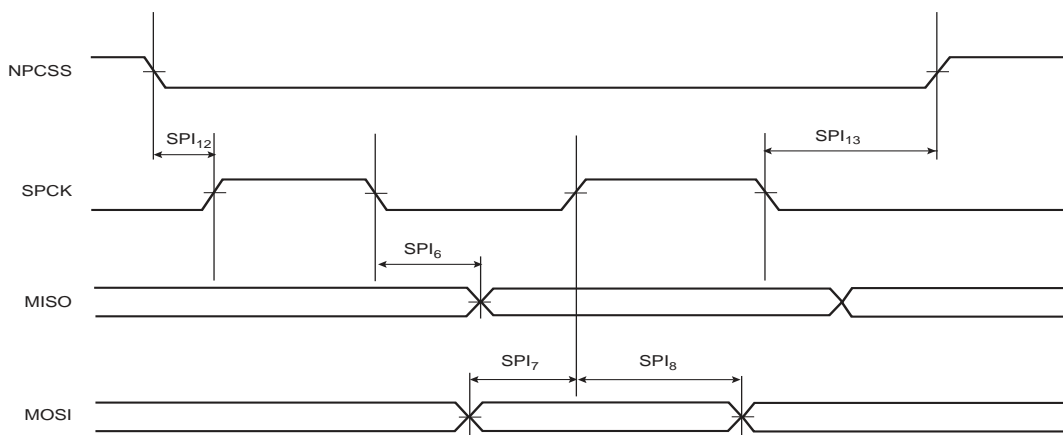 NPCSS
SPI₁₂
SPI₁₃
SPCK
SPI₆
MISO
SPI₇
SPI₈
MOSI